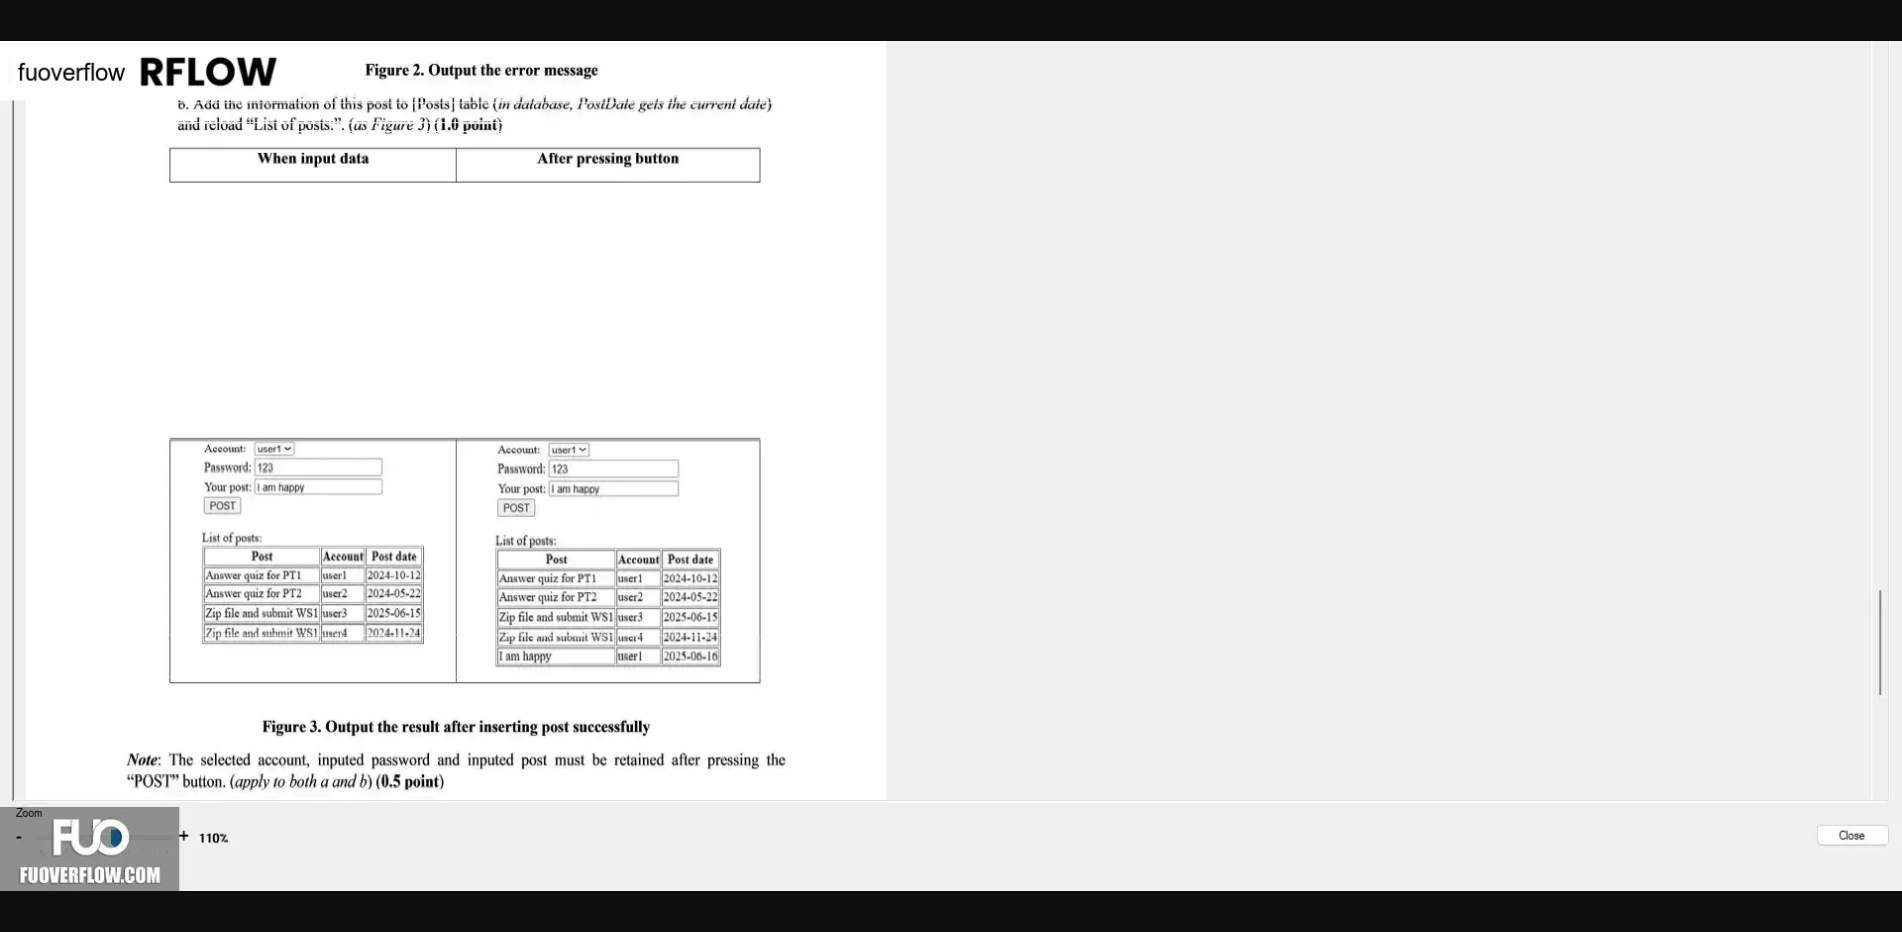 fuoverflow RFLOW
Figure 2. Output the error message
b. Add the information of this post to [Posts] table (in database, PostDate gets the current date)
and reload “List of posts:”. (as Figure 3) (1.0 point)
When input data After pressing button
Account: user1
Password: 123
Your post: I am happy
POST
List of posts:
Post Account Post date
Answer quiz for PT1 user1 2024-10-12
Answer quiz for PT2 user2 2024-05-22
Zip file and submit WS1 user3 2025-06-15
Zip file and submit WS1 user4 2024-11-24
Account: user1
Password: 123
Your post: I am happy
POST
List of posts:
Post Account Post date
Answer quiz for PT1 user1 2024-10-12
Answer quiz for PT2 user2 2024-05-22
Zip file and submit WS1 user3 2025-06-15
Zip file and submit WS1 user4 2024-11-24
I am happy user1 2025-06-16
Figure 3. Output the result after inserting post successfully
Note: The selected account, inputed password and inputed post must be retained after pressing the
“POST” button. (apply to both a and b) (0.5 point)
Zoom
- + 110%
Close
FUO
FUOVERFLOW.COM